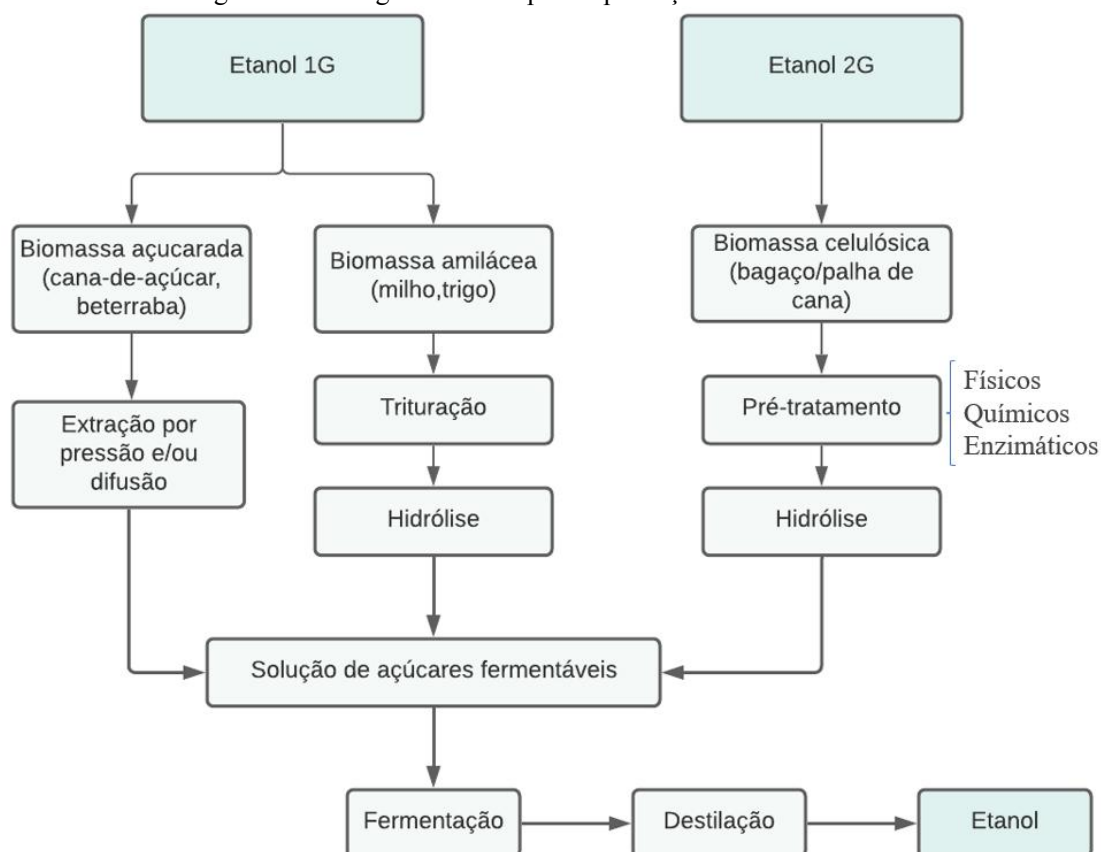 Etanol 1G
Etanol 2G
Biomassa açucarada
(cana-de-açúcar,
beterraba)
Biomassa amilácea
(milho,trigo)
Biomassa celulósica
(bagaço/palha de
cana)
Extração por
pressão e/ou
difusão
Trituração
Pré-tratamento
Físicos
Químicos
Enzimáticos
Hidrólise
Hidrólise
Solução de açúcares fermentáveis
Fermentação
Destilação
Etanol